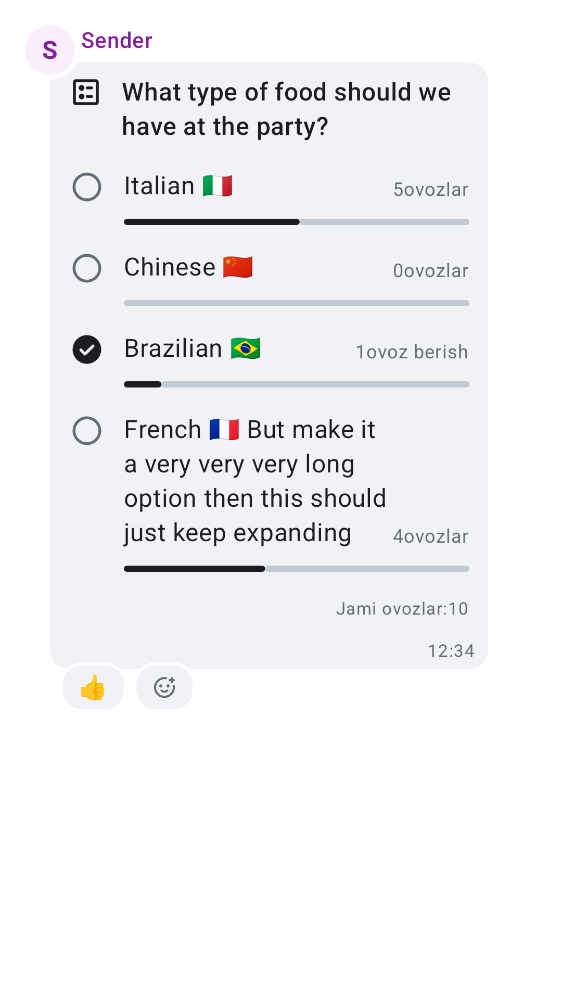 S
Sender
What type of food should we
have at the party?
Italian 🇮🇹
5ovozlar
Chinese 🇨🇳
0ovozlar
Brazilian 🇧🇷
1ovoz berish
French 🇫🇷 But make it
a very very very long
option then this should
just keep expanding
4ovozlar
Jami ovozlar:10
12:34
👍